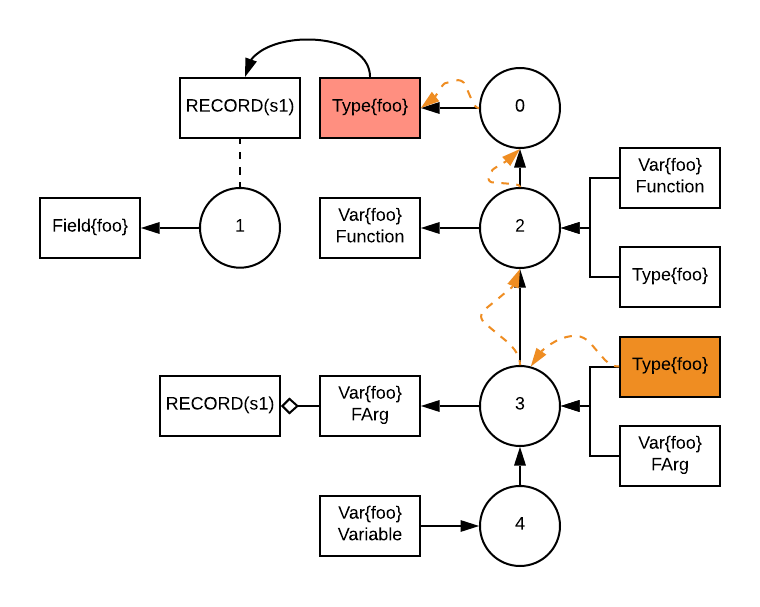 RECORD(s1)
Type{foo}
0
Var{foo}
Function
Field{foo}
1
Var{foo}
Function
2
Type{foo}
Type{foo}
RECORD(s1)
Var{foo}
FArg
3
Var{foo}
FArg
Var{foo}
Variable
4